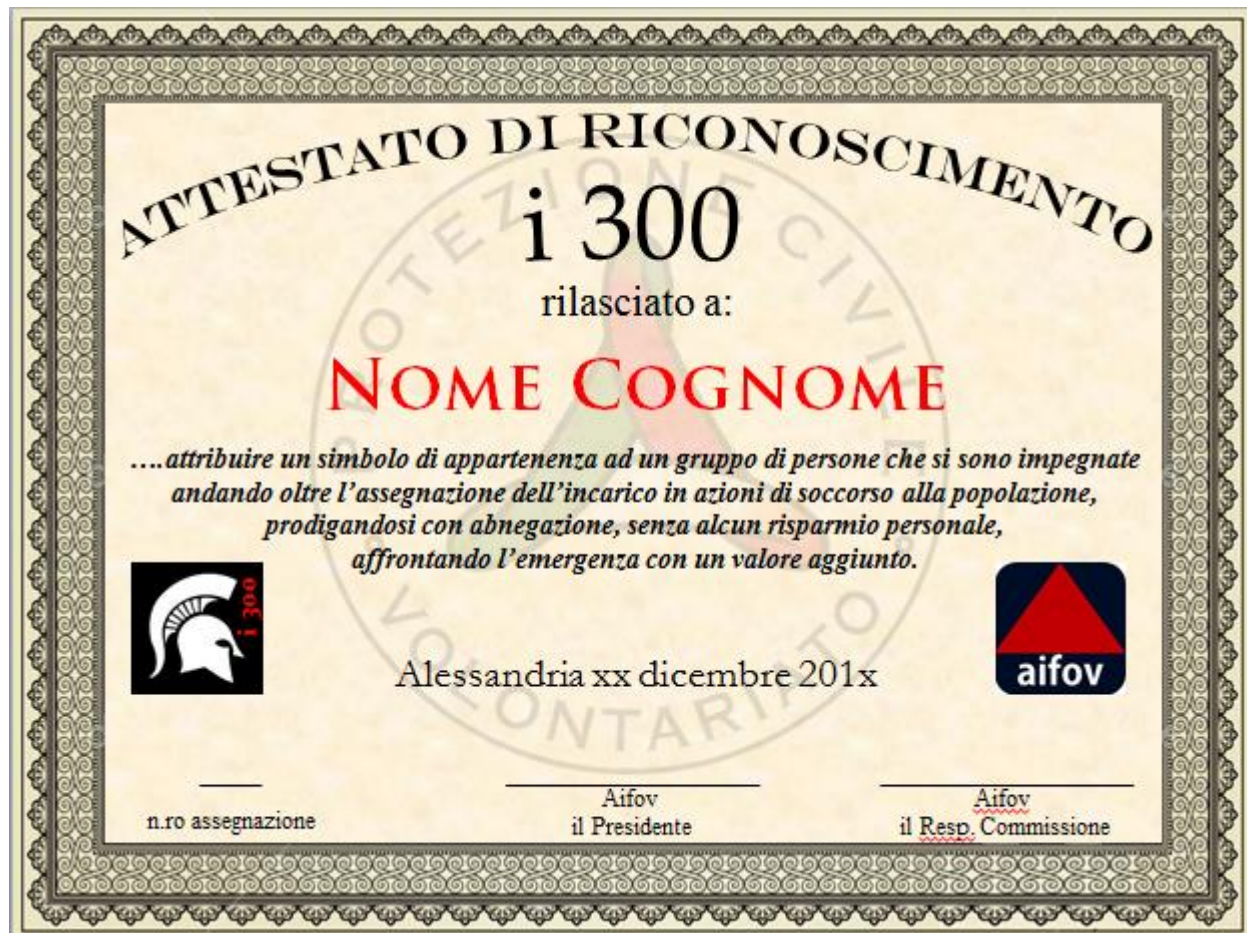 ATTESTATO DI RICONOSCIMENTO
i 300
rilasciato a:
NOME COGNOME
….attribuire un simbolo di appartenenza ad un gruppo di persone che si sono impegnate
andando oltre l’assegnazione dell’incarico in azioni di soccorso alla popolazione,
prodigandosi con abnegazione, senza alcun risparmio personale,
affrontando l’emergenza con un valore aggiunto.
i 300
aifov
Alessandria xx dicembre 201x
n.ro assegnazione
Aifov
il Presidente
Aifov
il Resp. Commissione
PROTEZIONE CIVILE
VOLONTARIATO